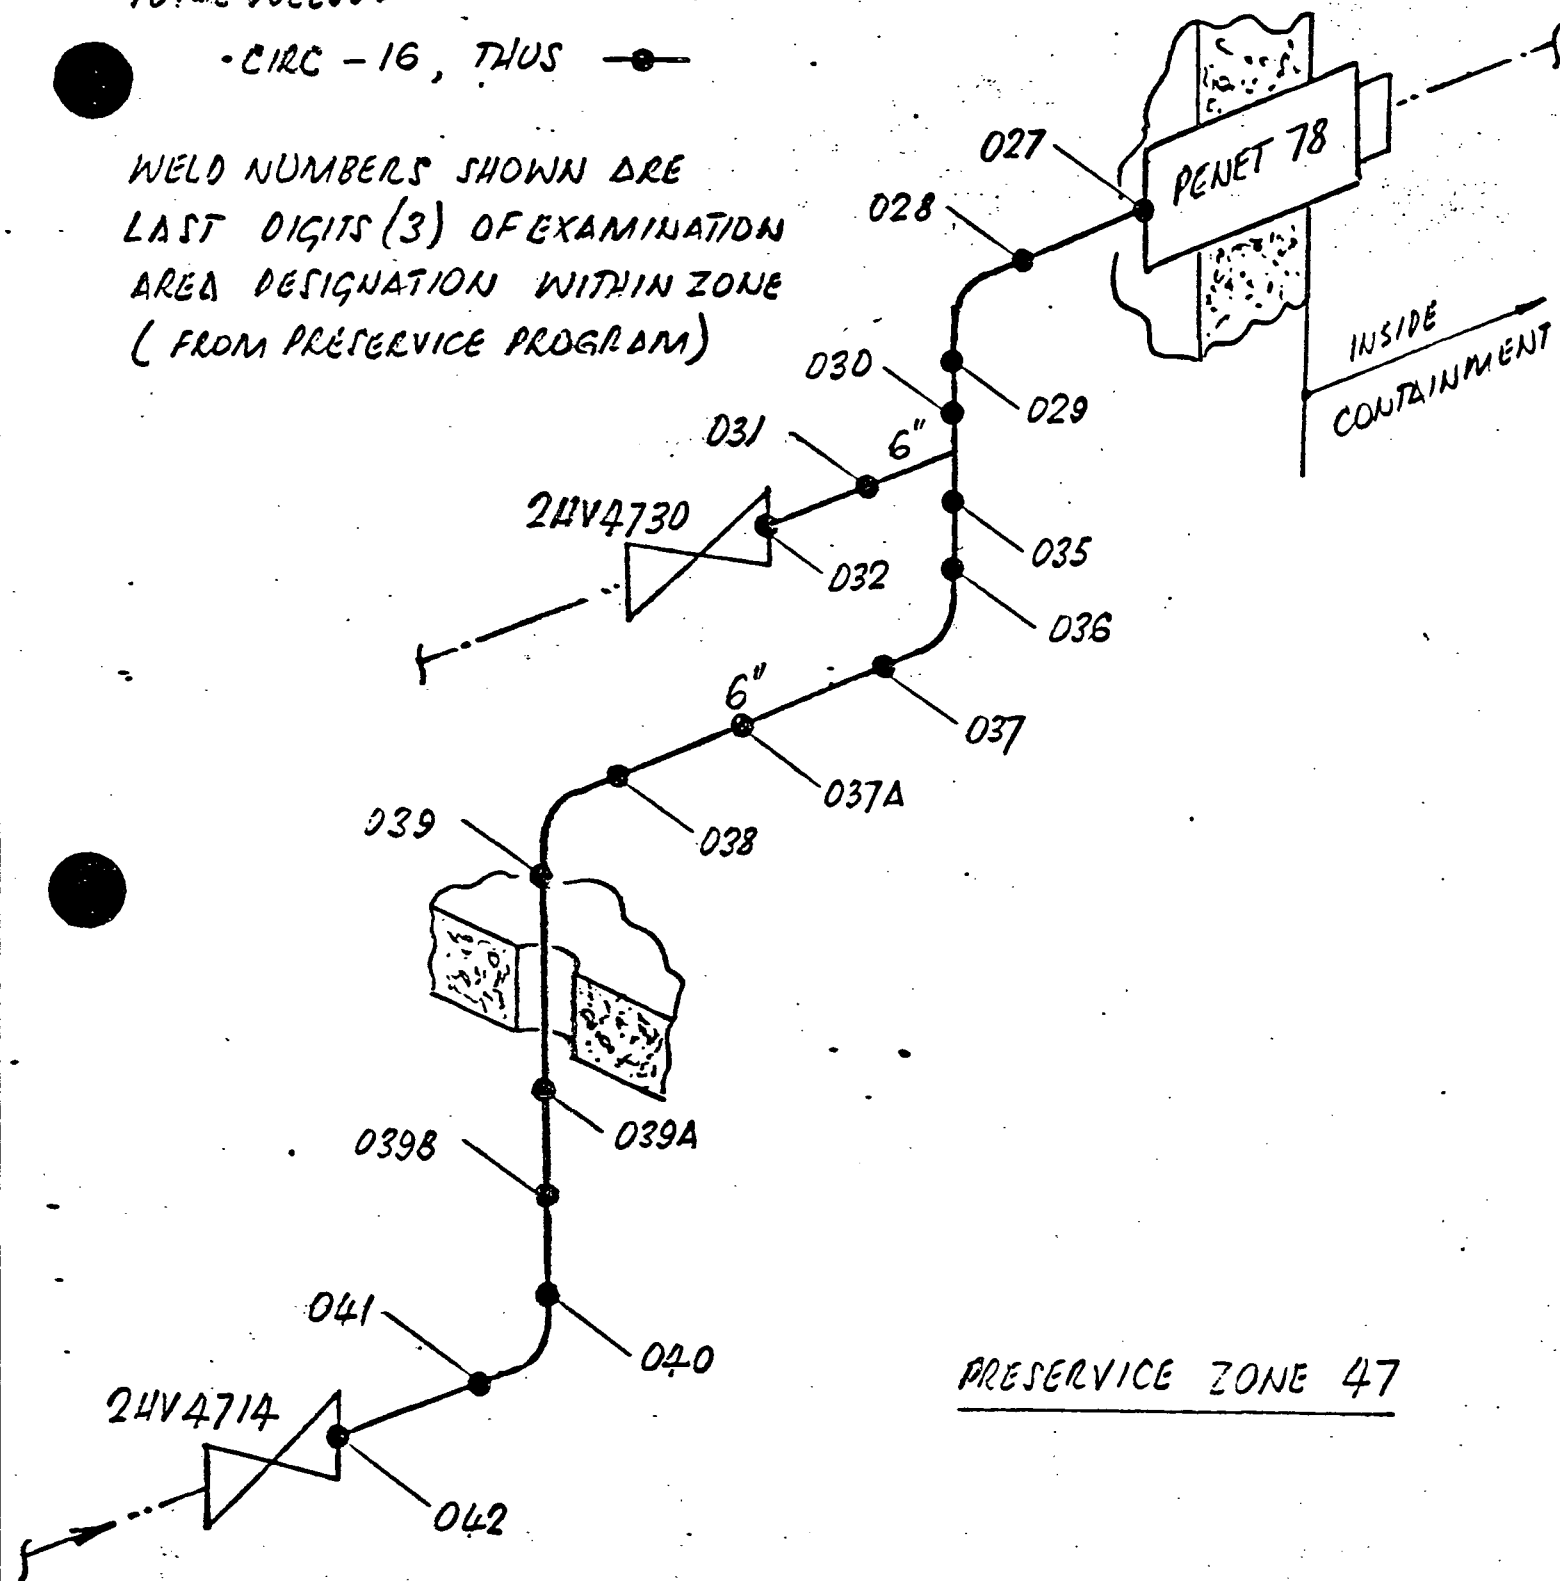 ·CIRC - 16, THUS
WELD NUMBERS SHOWN ARE
LAST DIGITS (3) OF EXAMINATION
AREA DESIGNATION WITHIN ZONE
(FROM PRESERVICE PROGRAM)
027
PENET 78
028
INSIDE
CONTAINMENT
030
029
031
6"
2HV4730
035
032
036
6"
037
037A
039
038
039A
039B
041
040
PRESERVICE ZONE 47
2HV4714
042